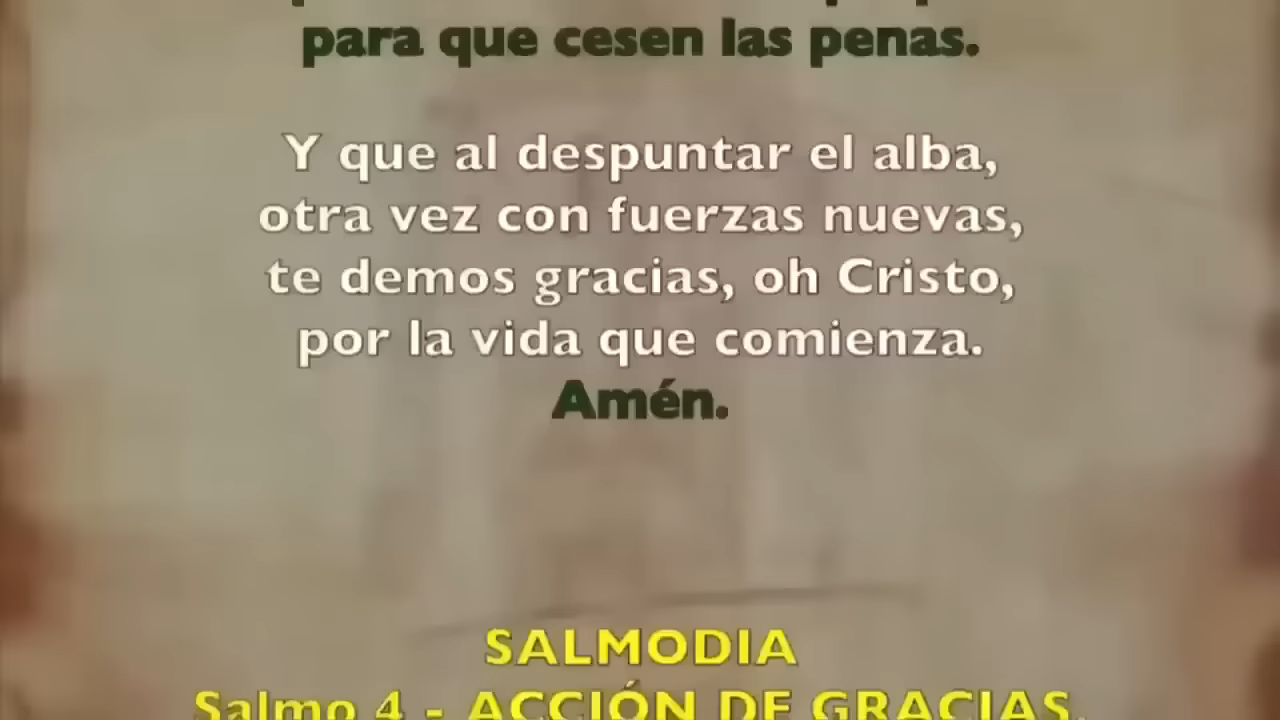 para que cesen las penas.
Y que al despuntar el alba,
otra vez con fuerzas nuevas,
te demos gracias, oh Cristo,
por la vida que comienza.
Amén.
SALMODIA
Salmo 4 - ACCIÓN DE GRACIAS.